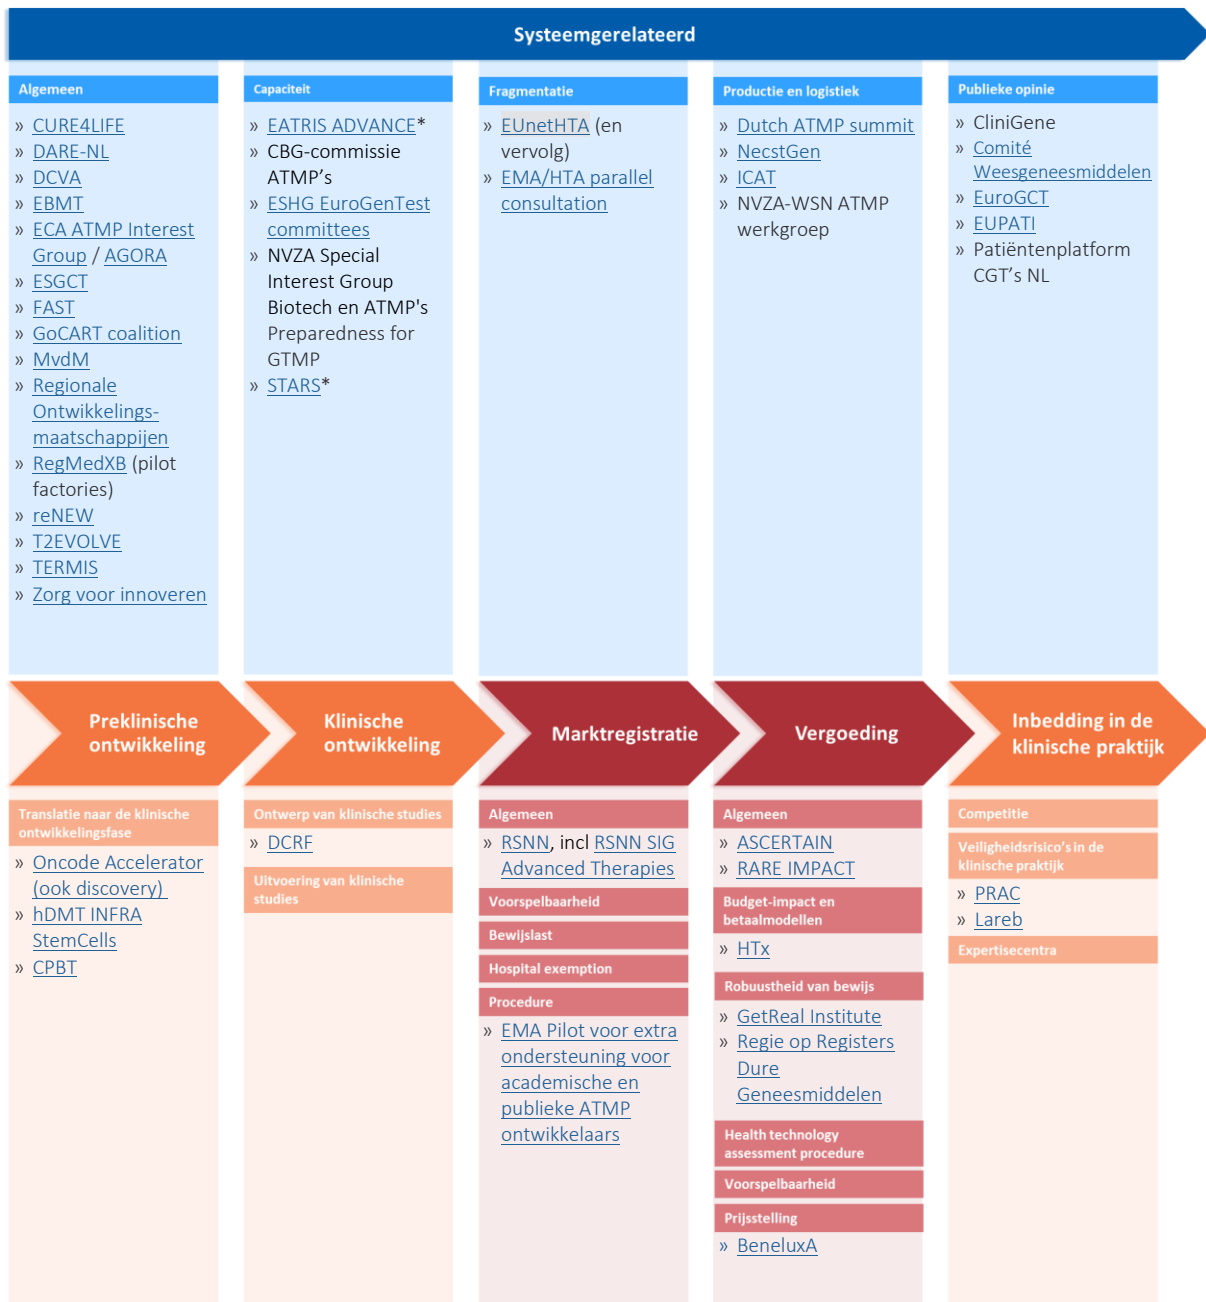 Systeemgerelateerd
Algemeen
» CURE4LIFE
» DARE-NL
» DCVA
» EBMT
» ECA ATMP Interest
Group / AGORA
» ESGCT
» FAST
» GoCART coalition
» MvdM
» Regionale
Ontwikkelings-
maatschappijen
» RegMedXB (pilot
factories)
» reNEW
» T2EVOLVE
» TERMIS
» Zorg voor innoveren
Capaciteit
» EATRIS ADVANCE*
» CBG-commissie
ATMP’s
» ESHG EuroGenTest
committees
» NVZA Special
Interest Group
Biotech en ATMP's
Preparedness for
GTMP
» STARS*
Fragmentatie
» EUnetHTA (en
vervolg)
» EMA/HTA parallel
consultation
Productie en logistiek
» Dutch ATMP summit
» NecstGen
» ICAT
» NVZA-WSN ATMP
werkgroep
Publieke opinie
» CliniGene
» Comité
Weesgeneesmiddelen
» EuroGCT
» EUPATI
» Patiëntenplatform
CGT’s NL
Preklinische
ontwikkeling
Klinische
ontwikkeling
Marktregistratie
Vergoeding
Inbedding in de
klinische praktijk
Translatie naar de klinische
ontwikkelingsfase
» Oncode Accelerator
(ook discovery)
» hDMT INFRA
StemCells
» CPBT
Ontwerp van klinische studies
» DCRF
Uitvoering van klinische
studies
Algemeen
» RSNN, incl RSNN SIG
Advanced Therapies
Voorspelbaarheid
Bewijslast
Hospital exemption
Procedure
» EMA Pilot voor extra
ondersteuning voor
academische en
publieke ATMP
ontwikkelaars
Algemeen
» ASCERTAIN
» RARE IMPACT
Budget-impact en
betaalmodellen
» HTx
Robuustheid van bewijs
» GetReal Institute
» Regie op Registers
Dure
Geneesmiddelen
Health technology
assessment procedure
Voorspelbaarheid
Prijsstelling
» BeneluxA
Competitie
Veiligheidsrisico’s in de
klinische praktijk
» PRAC
» Lareb
Expertisecentra